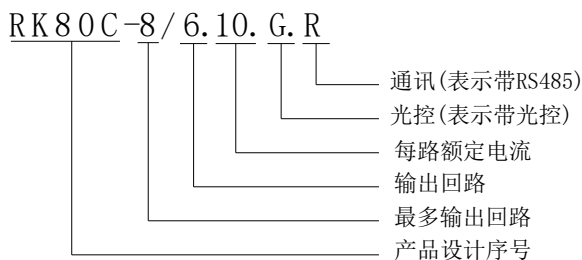 RK80C-8/6.10.G.R
通讯(表示带RS485)
光控(表示带光控)
每路额定电流
输出回路
最多输出回路
产品设计序号